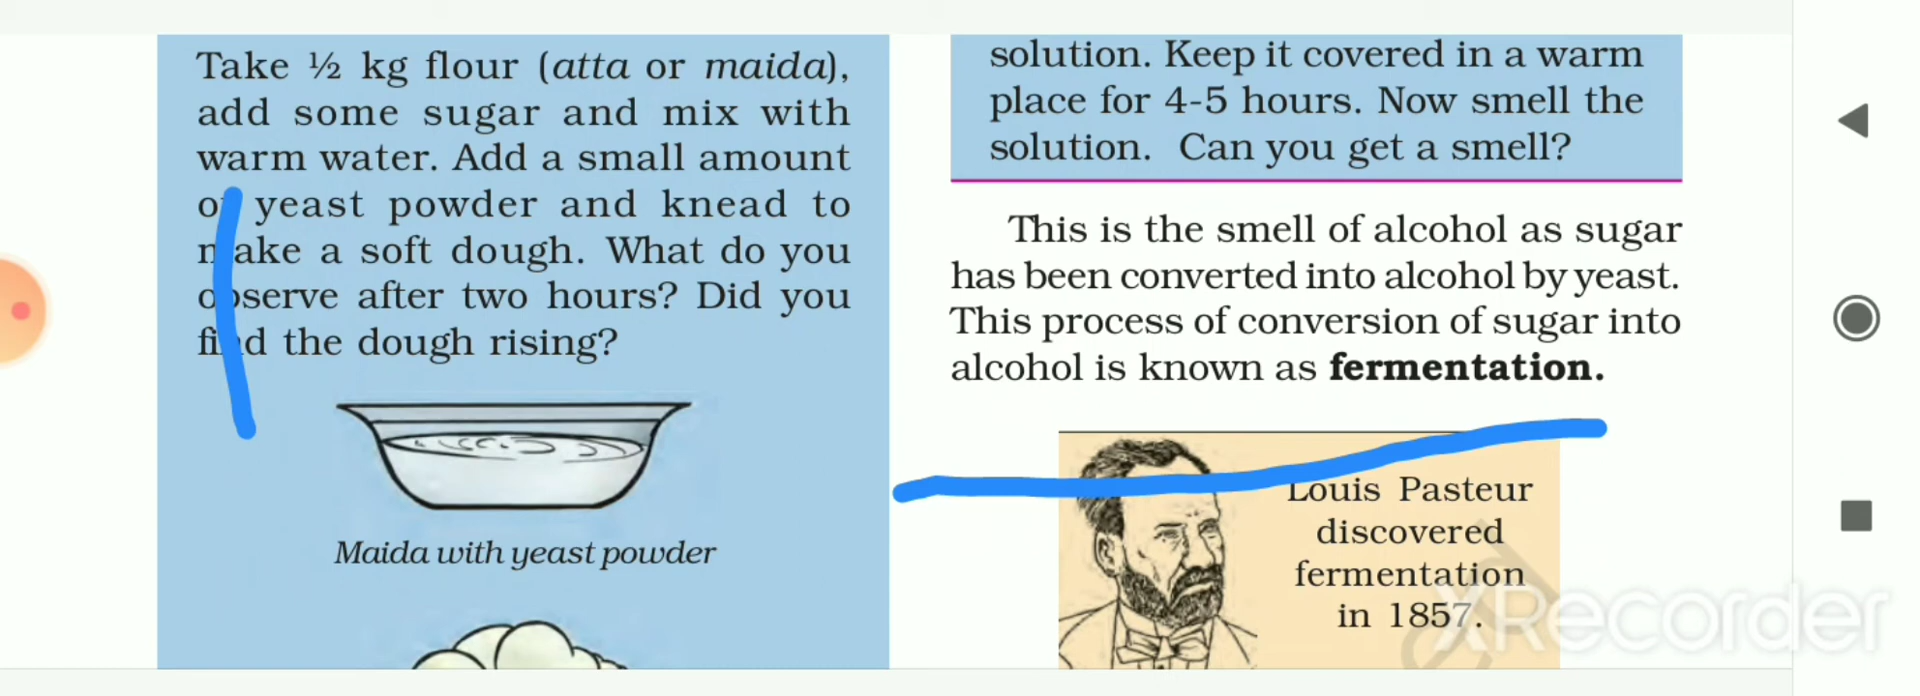 Take ½ kg flour (atta or maida),
add some sugar and mix with
warm water. Add a small amount
of yeast powder and knead to
make a soft dough. What do you
observe after two hours? Did you
find the dough rising?
Maida with yeast powder
solution. Keep it covered in a warm
place for 4-5 hours. Now smell the
solution. Can you get a smell?
This is the smell of alcohol as sugar
has been converted into alcohol by yeast.
This process of conversion of sugar into
alcohol is known as fermentation.
Louis Pasteur
discovered
fermentation
in 1857.
XRecorder